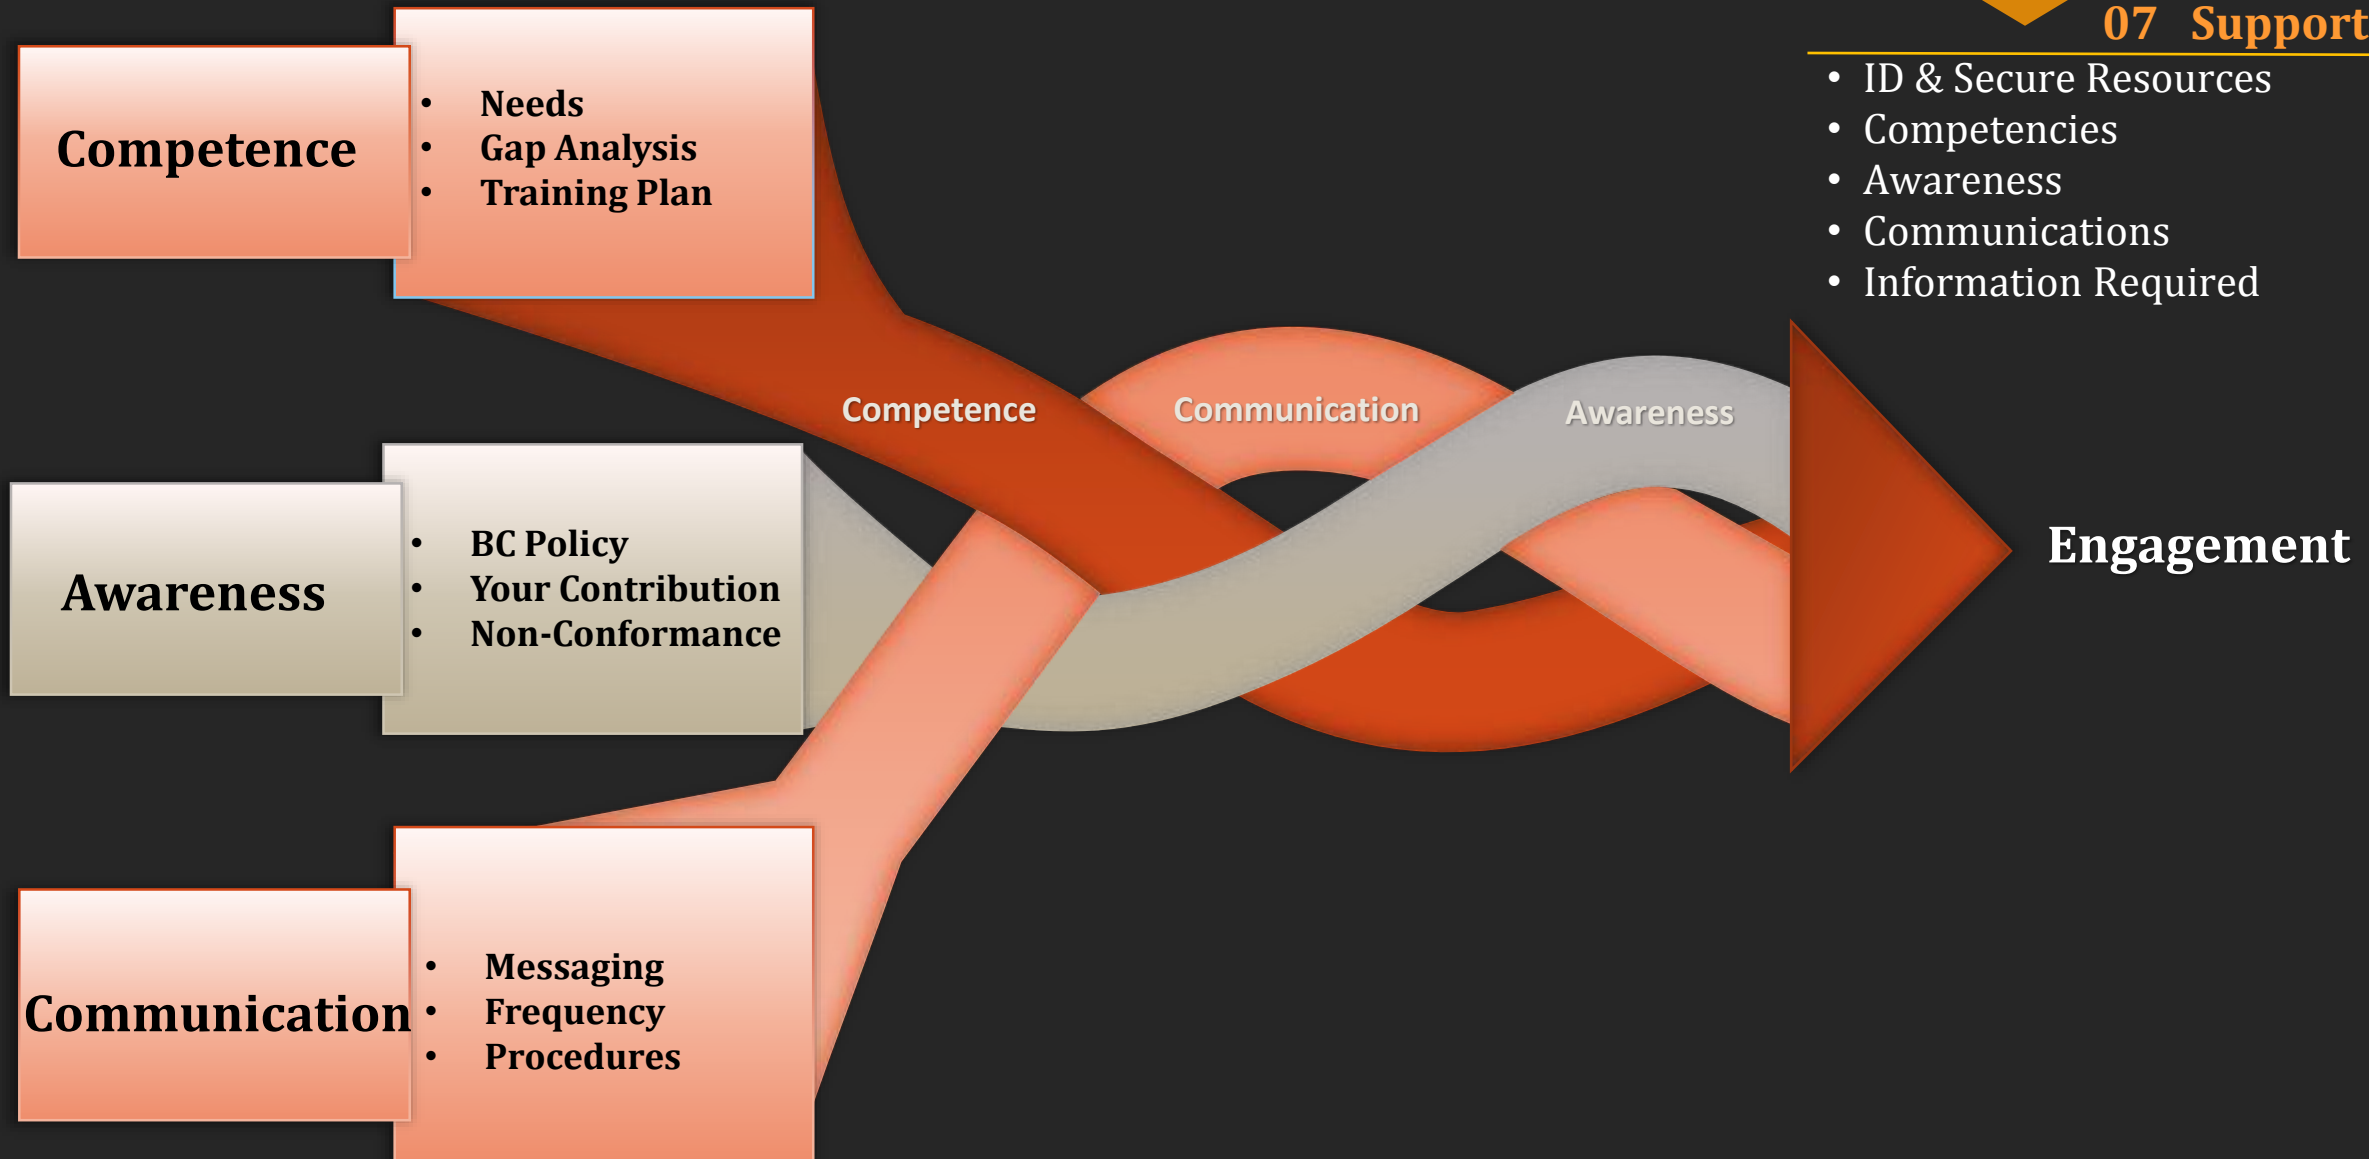 07 Support
• ID & Secure Resources
• Competencies
• Awareness
• Communications
• Information Required
Competence
• Needs
• Gap Analysis
• Training Plan
Competence
Communication
Awareness
Awareness
• BC Policy
• Your Contribution
• Non-Conformance
Engagement
Communication
• Messaging
• Frequency
• Procedures